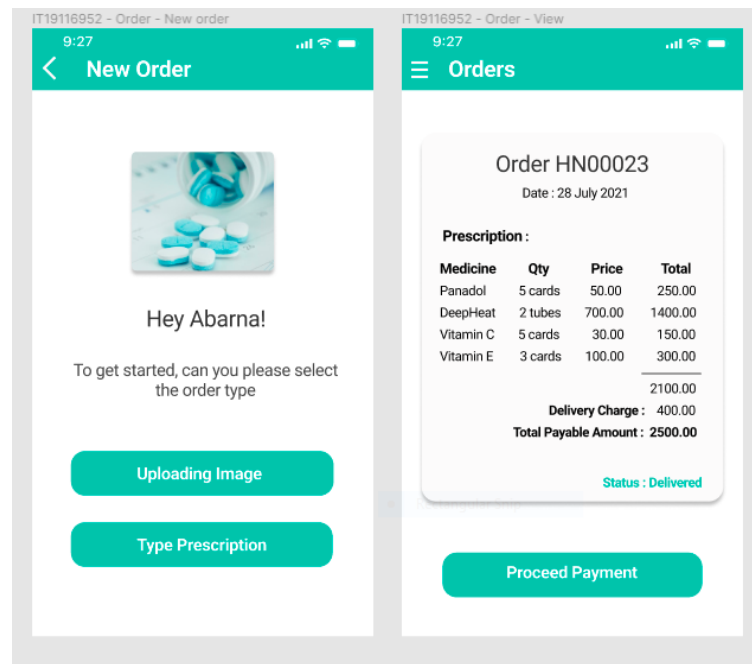 IT19116952 - Order - New order
9:27
New Order
Hey Abarna!
To get started, can you please select
the order type
Uploading Image
Type Prescription
IT19116952 - Order - View
9:27
Orders
Order HN00023
Date : 28 July 2021
Prescription :
Medicine Qty Price Total
Panadol 5 cards 50.00 250.00
DeepHeat 2 tubes 700.00 1400.00
Vitamin C 5 cards 30.00 150.00
Vitamin E 3 cards 100.00 300.00
2100.00
Delivery Charge : 400.00
Total Payable Amount : 2500.00
Status : Delivered
Proceed Payment